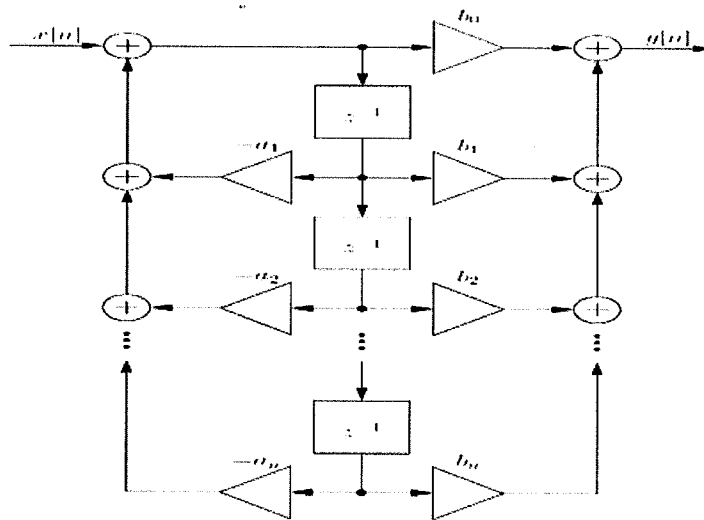 x[n] b₀ y[n]
z⁻¹
−a₁ b₁
z⁻¹
−a₂ b₂
z⁻¹
−aₙ bₙ